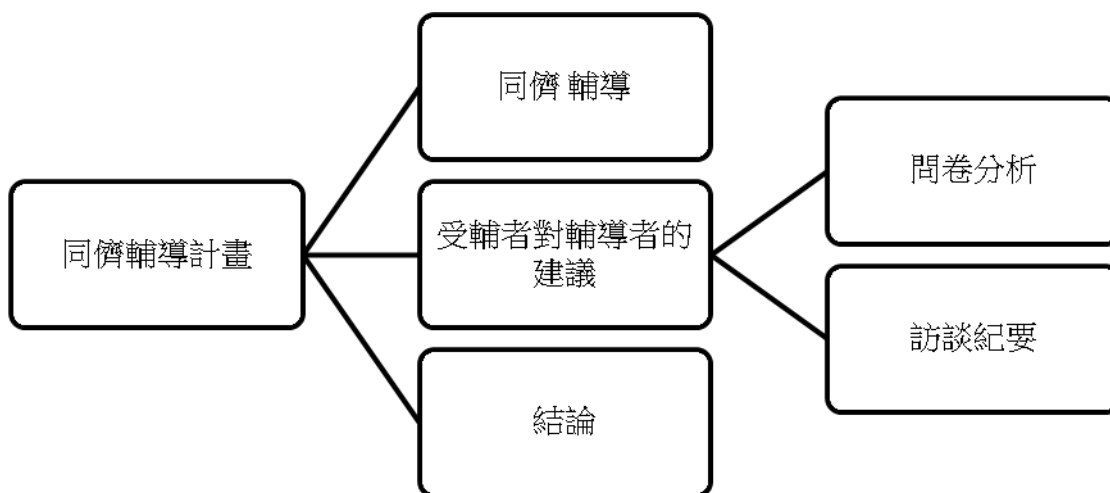 同儕輔導計畫
同儕 輔導
受輔者對輔導者的
建議
結論
問卷分析
訪談紀要